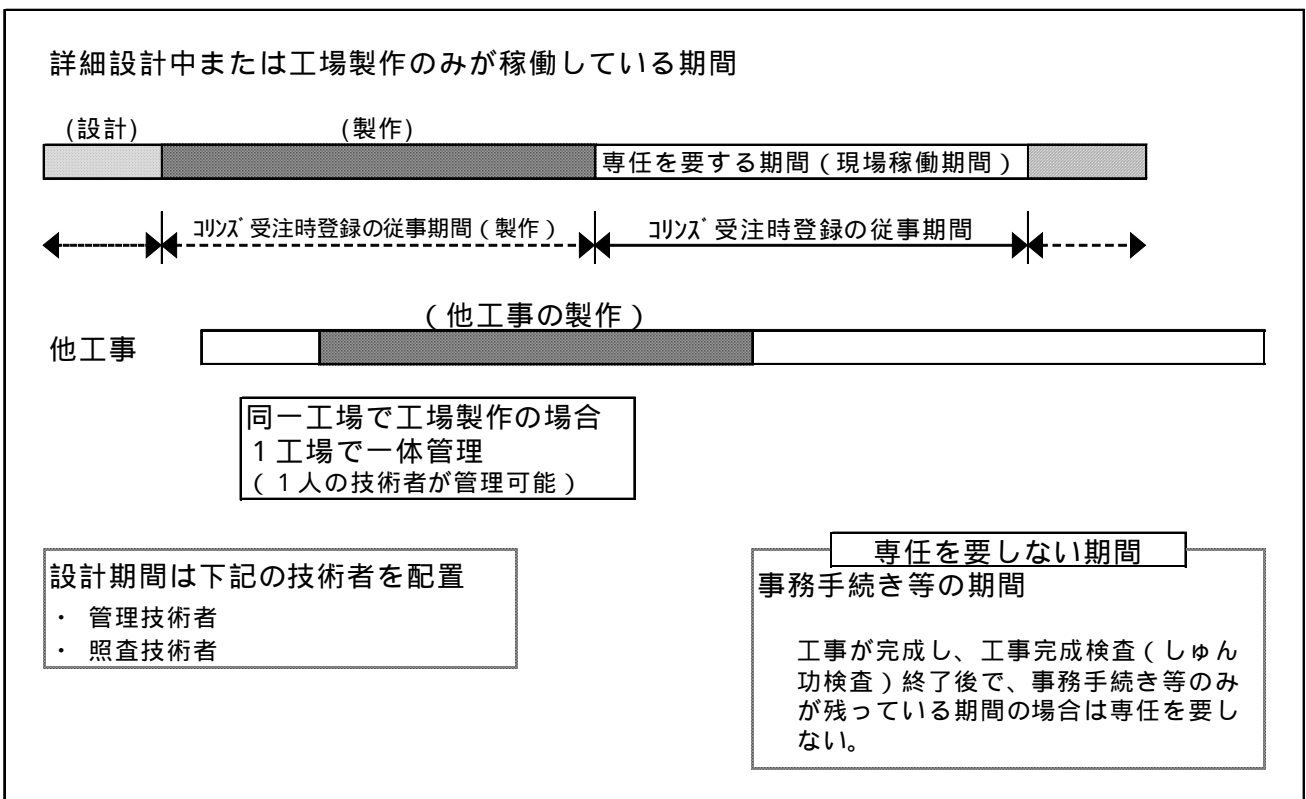 詳細設計中または工場製作のみが稼働している期間
(設計)
(製作)
専任を要する期間(現場稼働期間)
コリンズ 受注時登録の従事期間(製作)
コリンズ 受注時登録の従事期間
(他工事の製作)
他工事
同一工場で工場製作の場合
1工場で一体管理
(1人の技術者が管理可能)
設計期間は下記の技術者を配置
・ 管理技術者
・ 照査技術者
専任を要しない期間
事務手続き等の期間
工事が完成し、工事完成検査(しゅん
功検査)終了後で、事務手続き等のみ
が残っている期間の場合は専任を要し
ない。